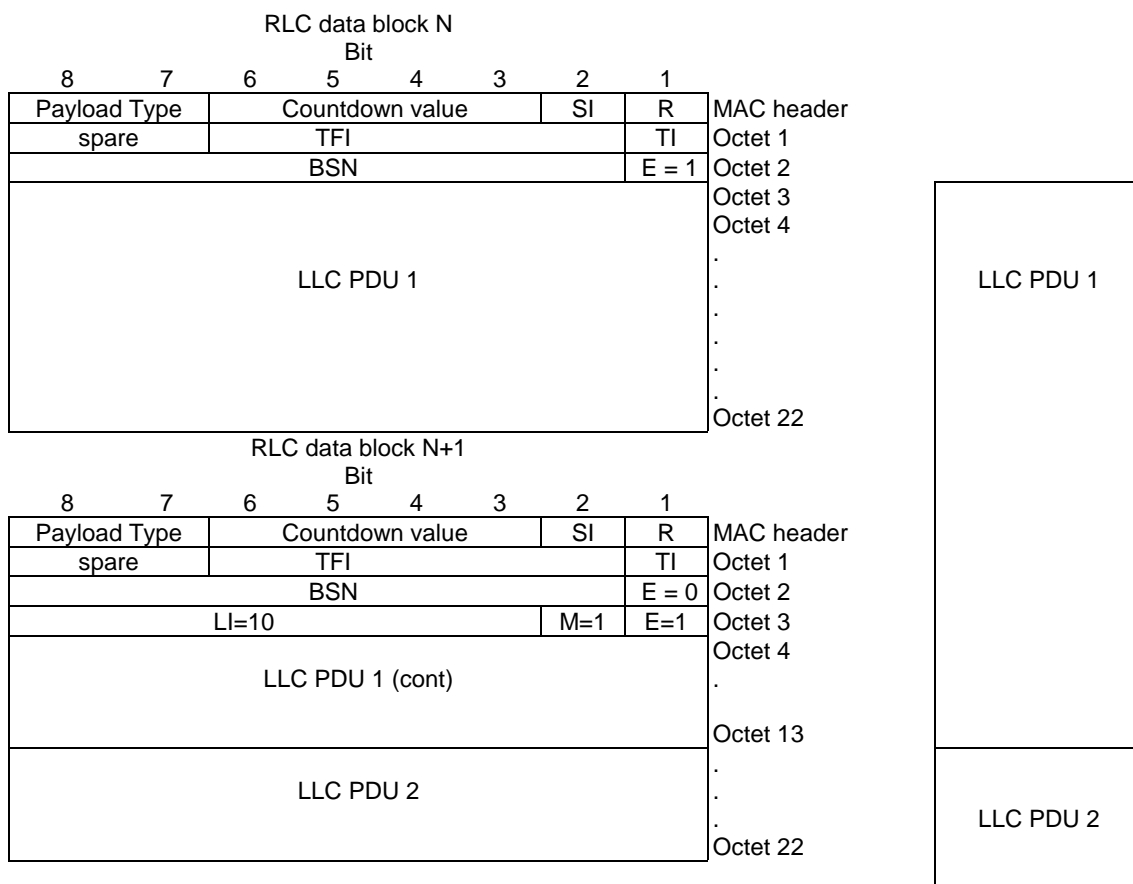 RLC data block N
Bit
8 7 6 5 4 3 2 1
Payload Type Countdown value SI R MAC header
spare TFI TI Octet 1
BSN E = 1 Octet 2
Octet 3
Octet 4
.
LLC PDU 1 . LLC PDU 1
.
.
.
.
Octet 22
RLC data block N+1
Bit
8 7 6 5 4 3 2 1
Payload Type Countdown value SI R MAC header
spare TFI TI Octet 1
BSN E = 0 Octet 2
LI=10 M=1 E=1 Octet 3
Octet 4
LLC PDU 1 (cont) .
Octet 13
.
LLC PDU 2 .
. LLC PDU 2
Octet 22